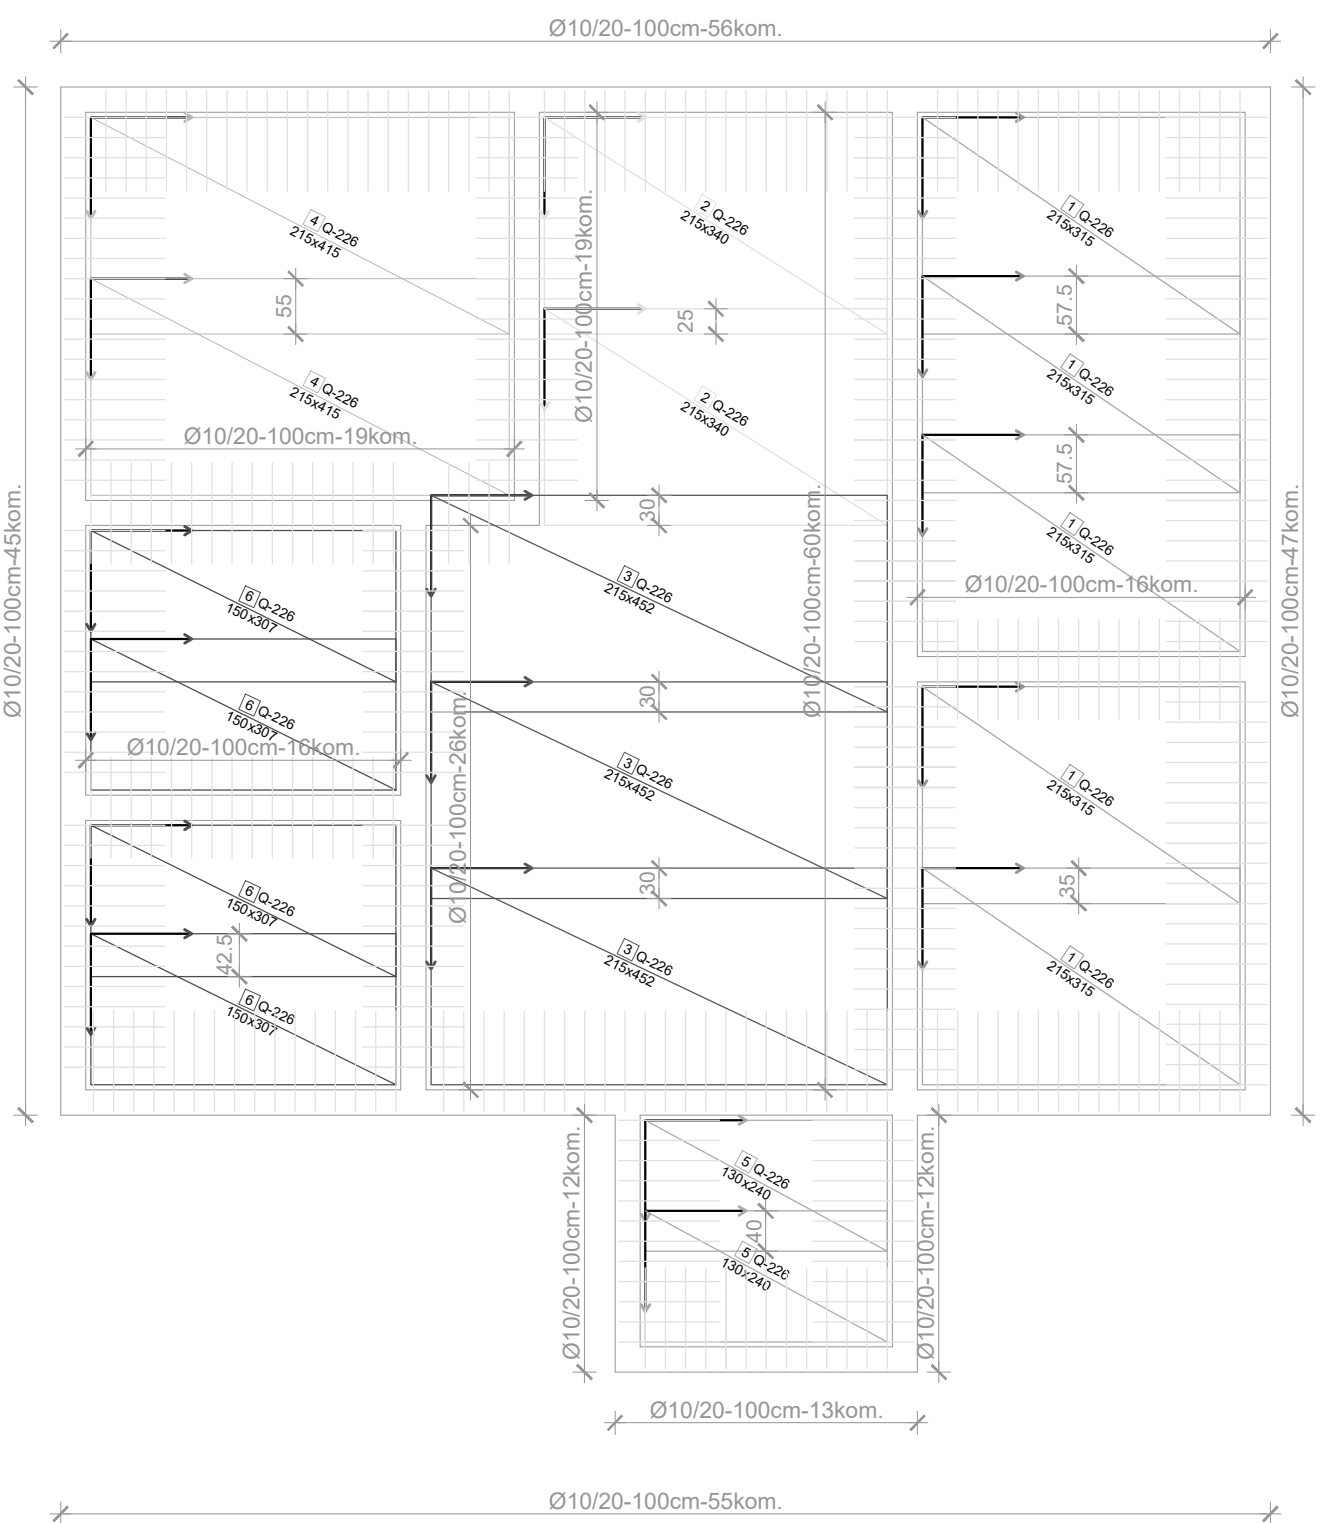 Ø10/20-100cm-56kom.
4 Q-226
215x415
2 Q-226
215x340
1 Q-226
215x315
Ø10/20-100cm-19kom.
55
25
57.5
4 Q-226
215x415
2 Q-226
215x340
1 Q-226
215x315
Ø10/20-100cm-19kom.
57.5
30
1 Q-226
215x315
Ø10/20-100cm-45kom.
Ø10/20-100cm-60kom.
Ø10/20-100cm-47kom.
Ø10/20-100cm-16kom.
6 Q-226
150x307
3 Q-226
215x452
30
6 Q-226
150x307
Ø10/20-100cm-16kom.
Ø10/20-100cm-26kom.
3 Q-226
215x452
1 Q-226
215x315
30
35
6 Q-226
150x307
42.5
3 Q-226
215x452
1 Q-226
215x315
6 Q-226
150x307
Ø10/20-100cm-12kom.
5 Q-226
130x240
40
5 Q-226
130x240
Ø10/20-100cm-12kom.
Ø10/20-100cm-13kom.
Ø10/20-100cm-55kom.